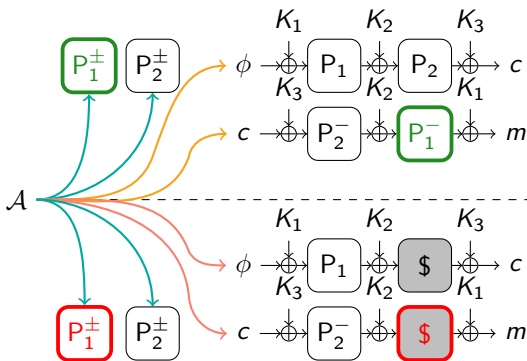 K₁ K₂ K₃
P₁± P₂± ϕ P₁ P₂ c
K₃ K₂ K₁
c P₂⁻ P₁⁻ m
𝒜
K₁ K₂ K₃
ϕ P₁ $ c
K₃ K₂ K₁
P₁± P₂± c P₂⁻ $ m